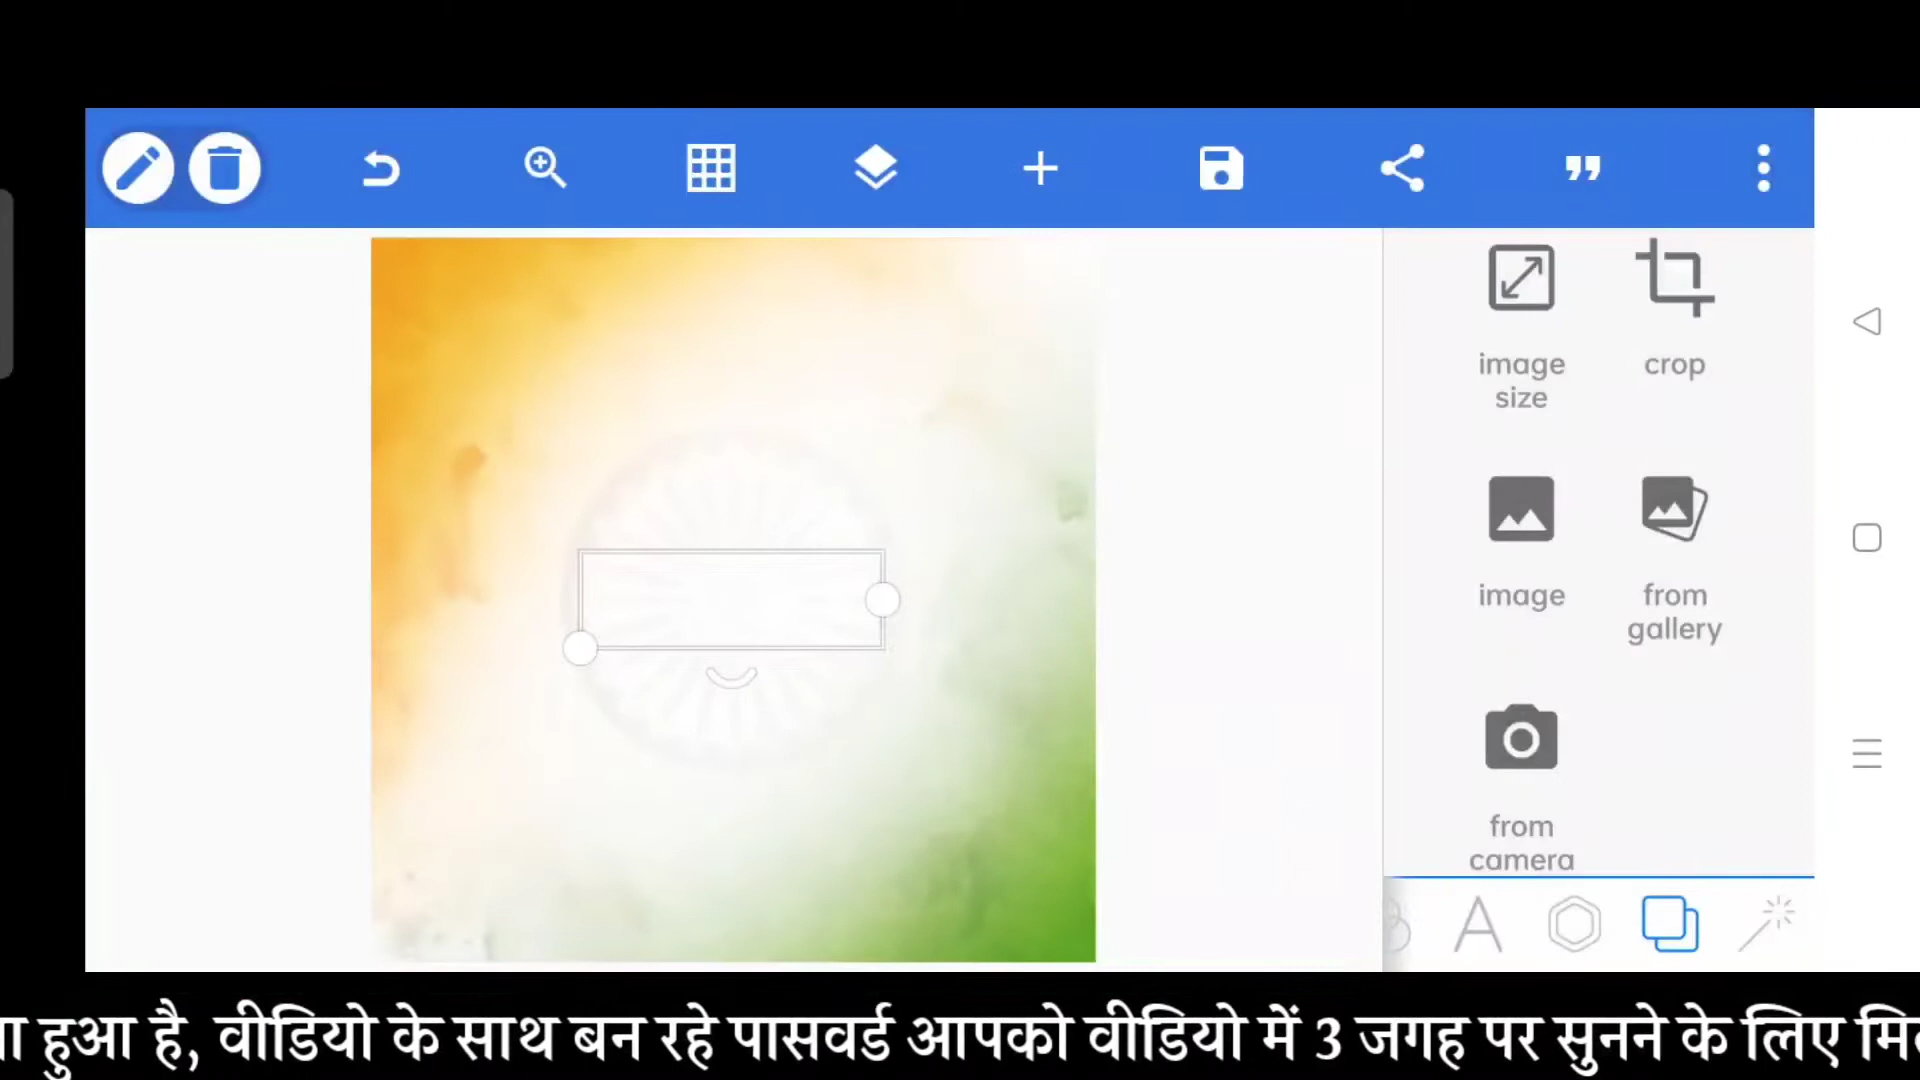 image
size
crop
image
from
gallery
from
camera
हुआ है, वीडियो के साथ बन रहे पासवर्ड आपको वीडियो में 3 जगह पर सुनने के लिए